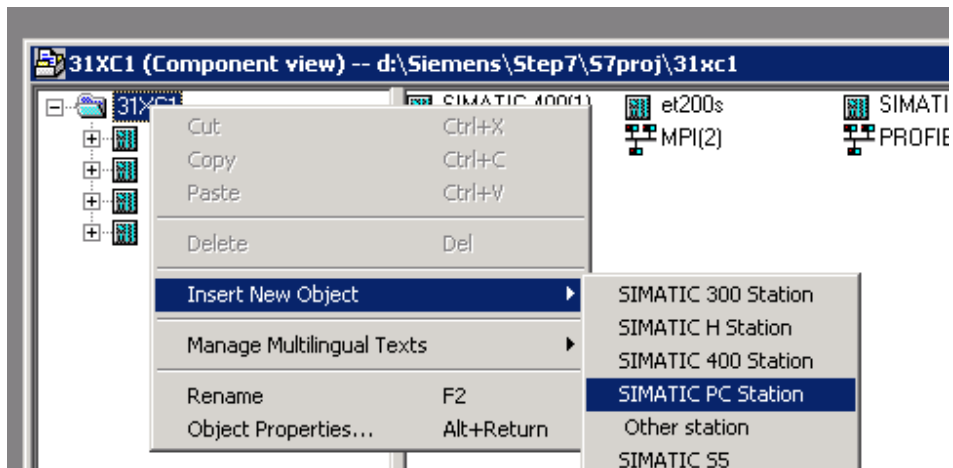 31XC1 (Component view) -- d:\Siemens\Step7\S7proj\31xc1
31XC1
SIMATIC 400(1)
et200s
SIMATI
MPI(2)
PROFIE
Cut Ctrl+X
Copy Ctrl+C
Paste Ctrl+V
Delete Del
Insert New Object
Manage Multilingual Texts
Rename F2
Object Properties... Alt+Return
SIMATIC 300 Station
SIMATIC H Station
SIMATIC 400 Station
SIMATIC PC Station
Other station
SIMATIC S5